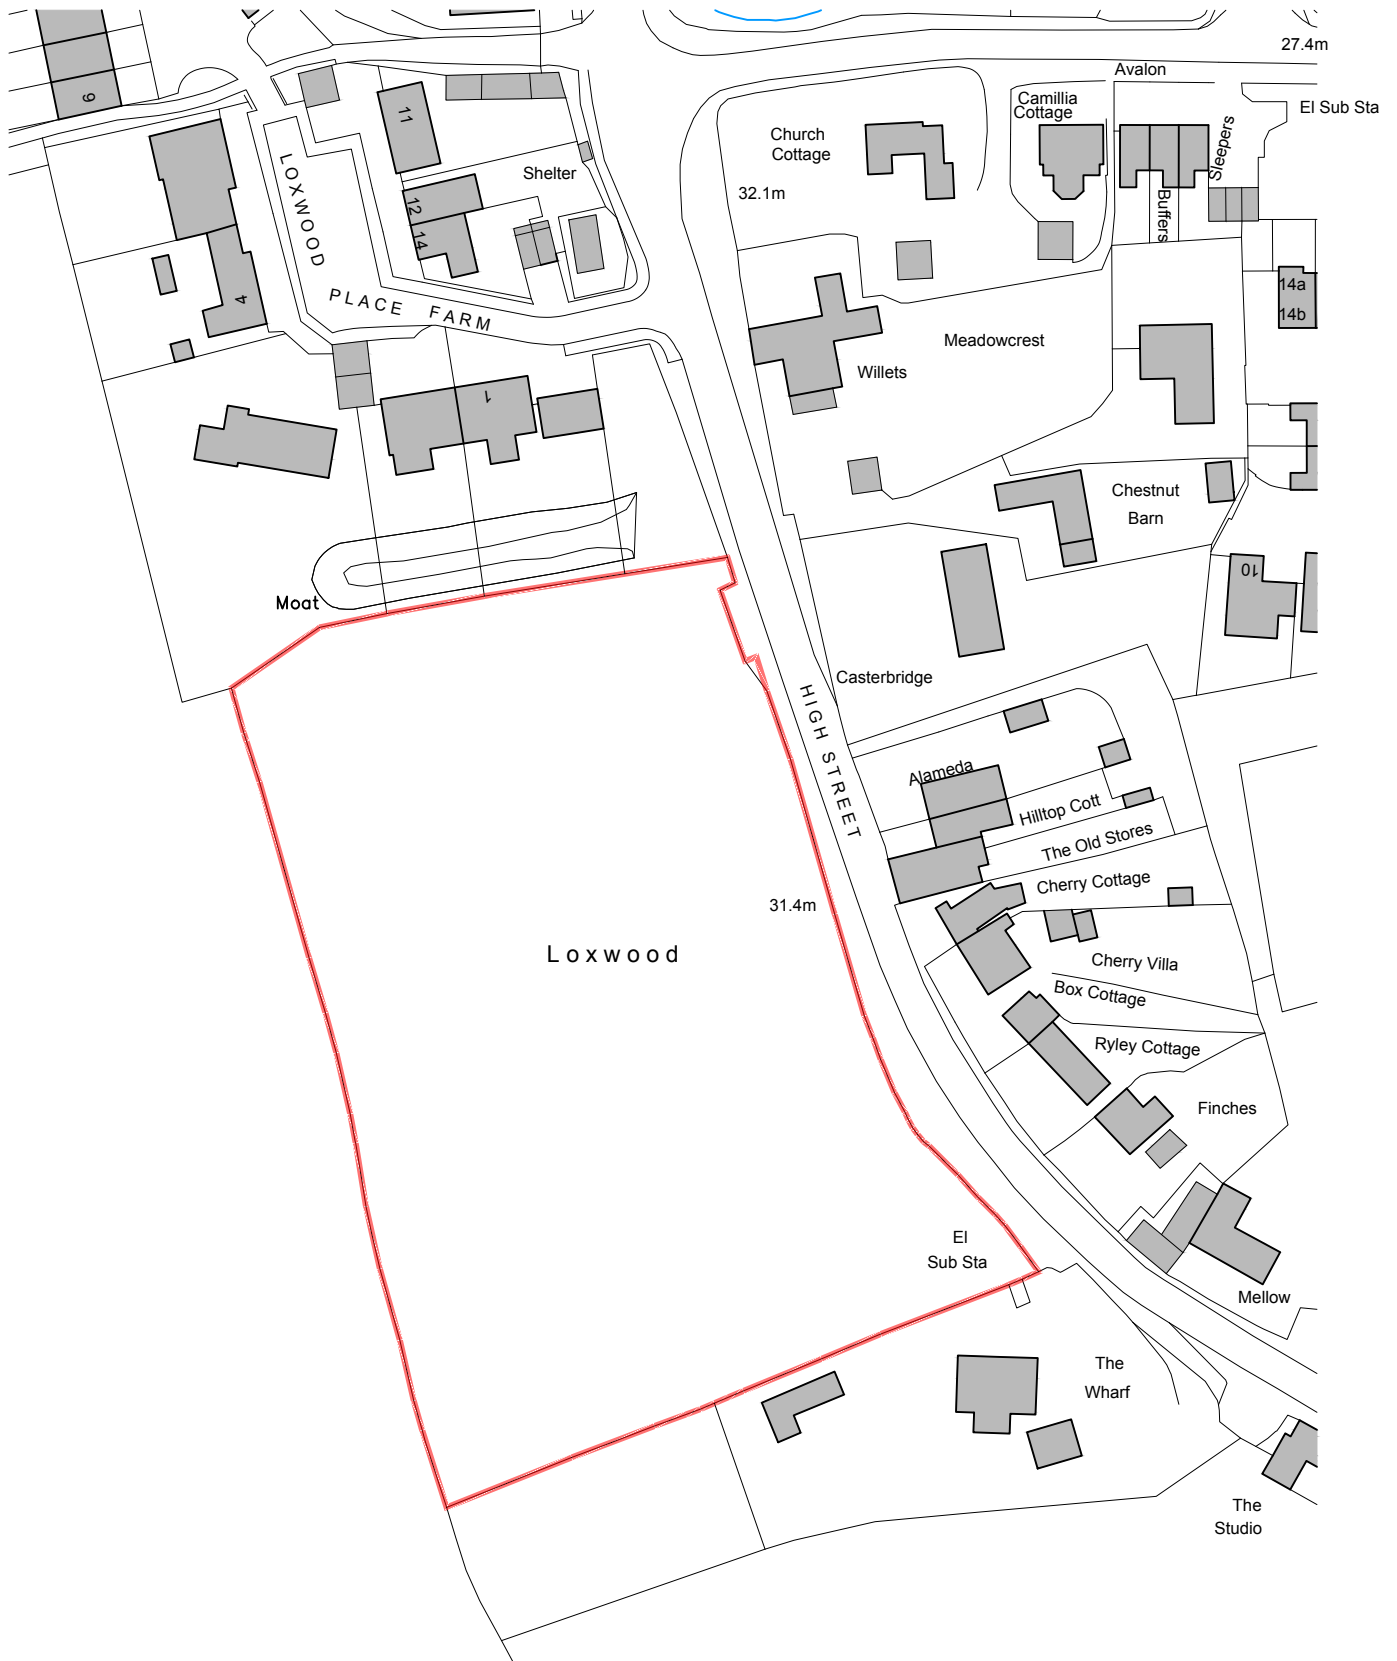 27.4m
Avalon
El Sub Sta
Camillia
Cottage
Church
Cottage
Sleepers
Buffers
32.1m
9
11
12
14
Shelter
LOXWOOD
PLACE FARM
4
1
14a
14b
Meadowcrest
Willets
Chestnut
Barn
10
Moat
Casterbridge
HIGH STREET
Alameda
Hilltop Cott
The Old Stores
Cherry Cottage
31.4m
Loxwood
Cherry Villa
Box Cottage
Ryley Cottage
Finches
El
Sub Sta
Mellow
The
Wharf
The
Studio